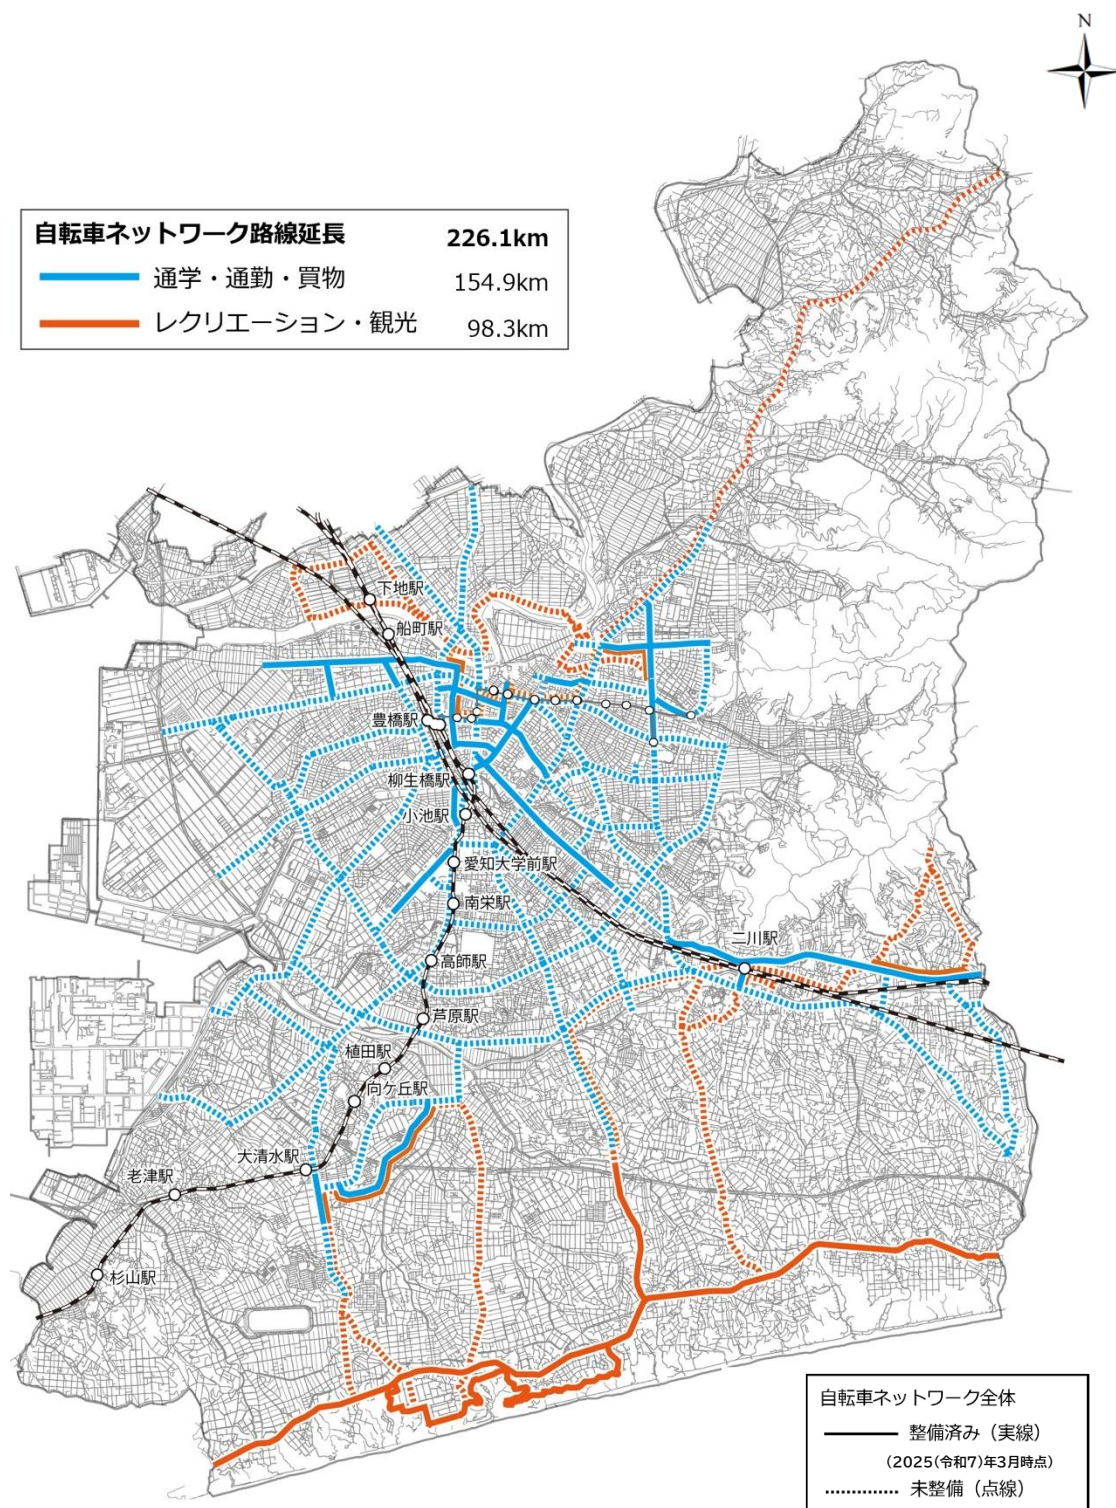 N
自転車ネットワーク路線延長 226.1km
通学・通勤・買物 154.9km
レクリエーション・観光 98.3km
下地駅
船町駅
豊橋駅
柳生橋駅
小池駅
愛知大学前駅
南栄駅
二川駅
高師駅
芦原駅
植田駅
向ケ丘駅
大清水駅
老津駅
杉山駅
自転車ネットワーク全体
整備済み（実線）
（2025(令和7)年3月時点）
未整備（点線）